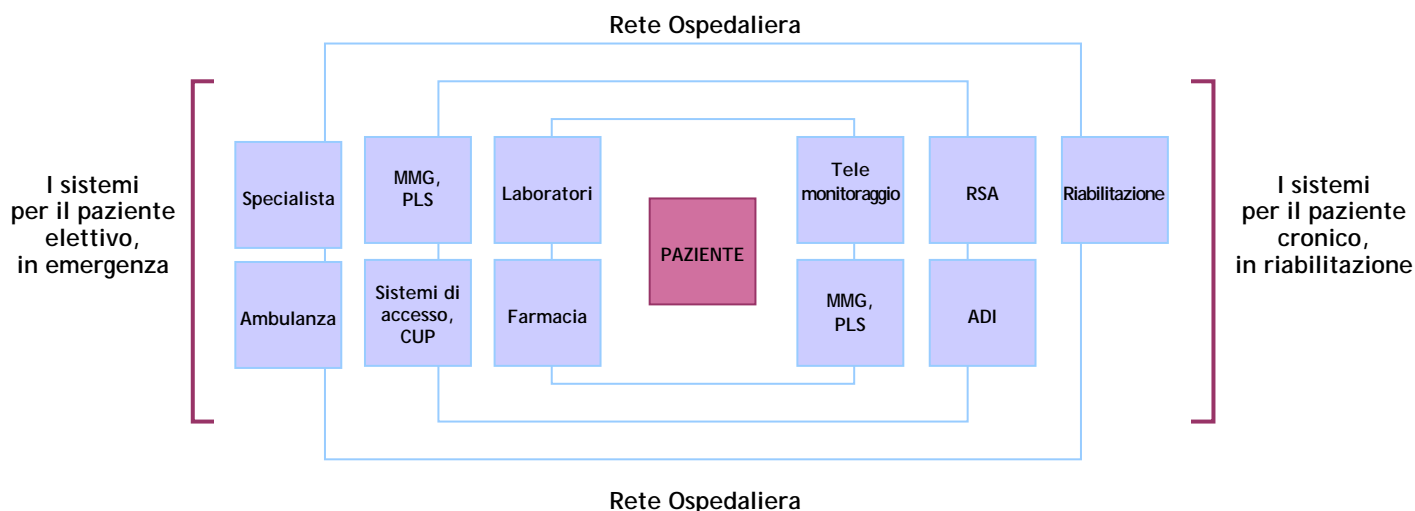 Rete Ospedaliera
I sistemi
per il paziente
elettivo,
in emergenza
Specialista
Ambulanza
MMG,
PLS
Sistemi di
accesso,
CUP
Laboratori
Farmacia
PAZIENTE
Tele
monitoraggio
MMG,
PLS
RSA
ADI
Riabilitazione
I sistemi
per il paziente
cronico,
in riabilitazione
Rete Ospedaliera